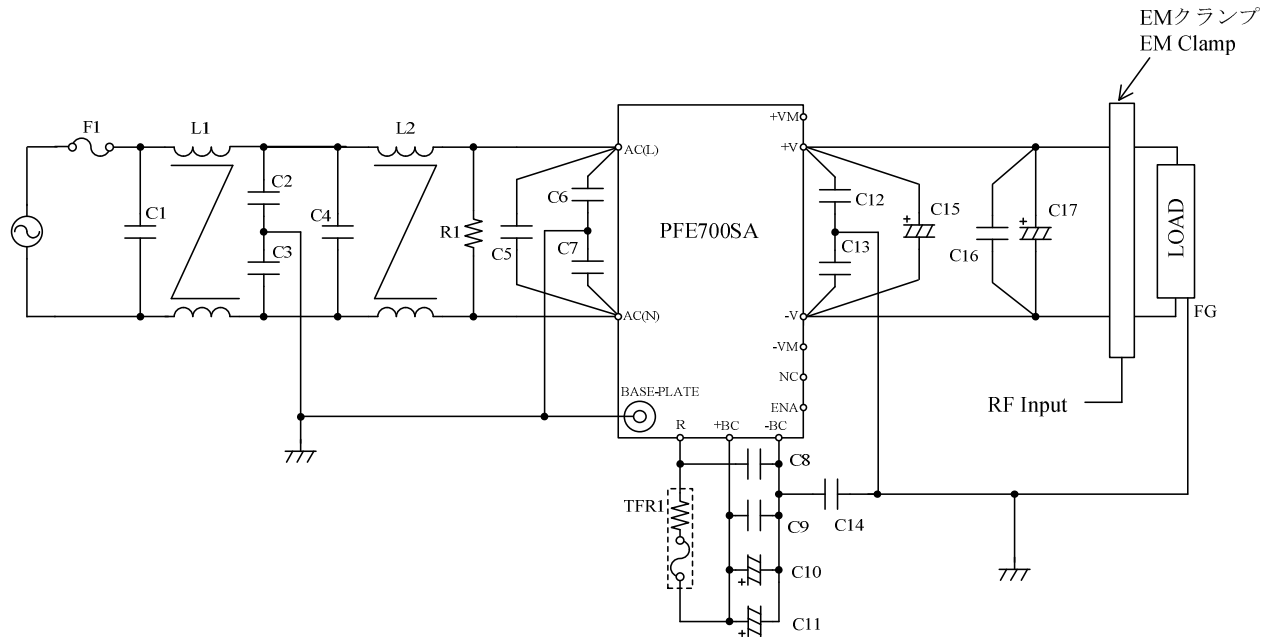 EMクランプ
EM Clamp
F1
L1
L2
C1
C2
C3
C4
R1
C5
C6
C7
AC(L)
AC(N)
PFE700SA
BASE-PLATE
R
+BC
-BC
+VM
+V
-V
-VM
NC
ENA
C12
C13
+
C15
C16
+
C17
LOAD
FG
RF Input
TFR1
C8
C9
C14
+
C10
+
C11